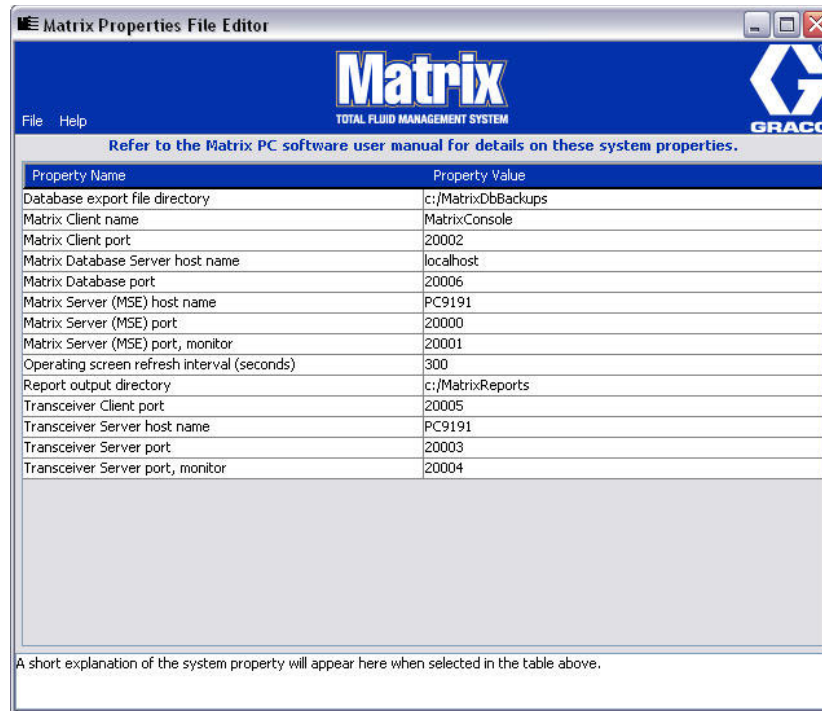 Matrix Properties File Editor
Matrix
TOTAL FLUID MANAGEMENT SYSTEM
File Help
GRACO
Refer to the Matrix PC software user manual for details on these system properties.
Property Name Property Value
Database export file directory c:/MatrixDbBackups
Matrix Client name MatrixConsole
Matrix Client port 20002
Matrix Database Server host name localhost
Matrix Database port 20006
Matrix Server (MSE) host name PC9191
Matrix Server (MSE) port 20000
Matrix Server (MSE) port, monitor 20001
Operating screen refresh interval (seconds) 300
Report output directory c:/MatrixReports
Transceiver Client port 20005
Transceiver Server host name PC9191
Transceiver Server port 20003
Transceiver Server port, monitor 20004
A short explanation of the system property will appear here when selected in the table above.